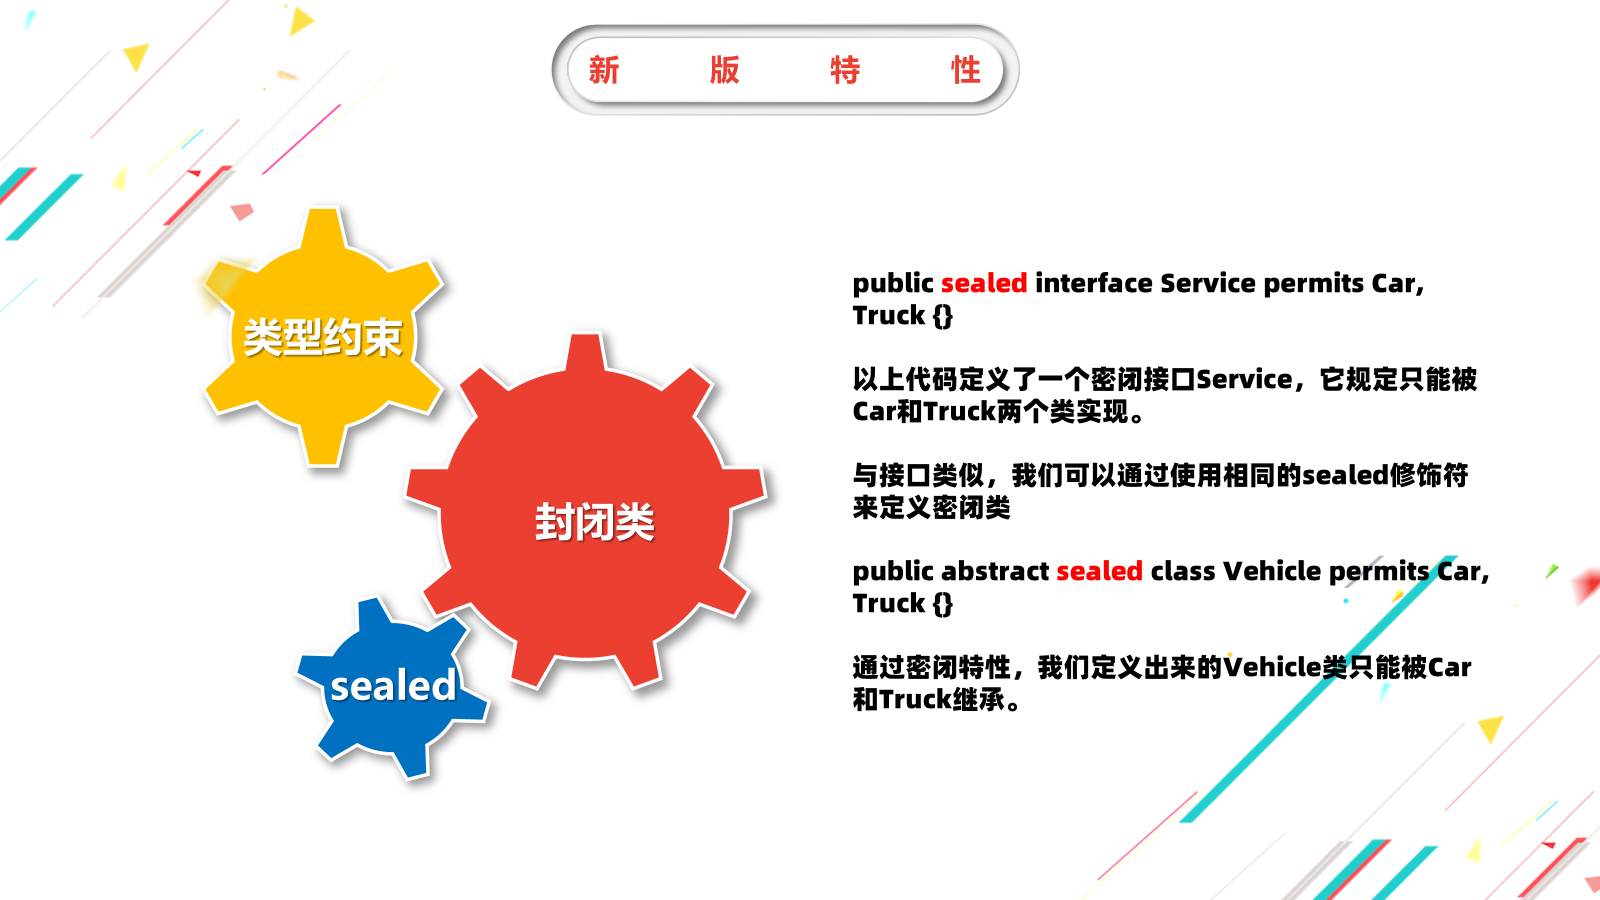 新版特性
类型约束
封闭类
sealed
public sealed interface Service permits Car,
Truck {}
以上代码定义了一个密闭接口Service，它规定只能被
Car和Truck两个类实现。
与接口类似，我们可以通过使用相同的sealed修饰符
来定义密闭类
public abstract sealed class Vehicle permits Car,
Truck {}
通过密闭特性，我们定义出来的Vehicle类只能被Car
和Truck继承。